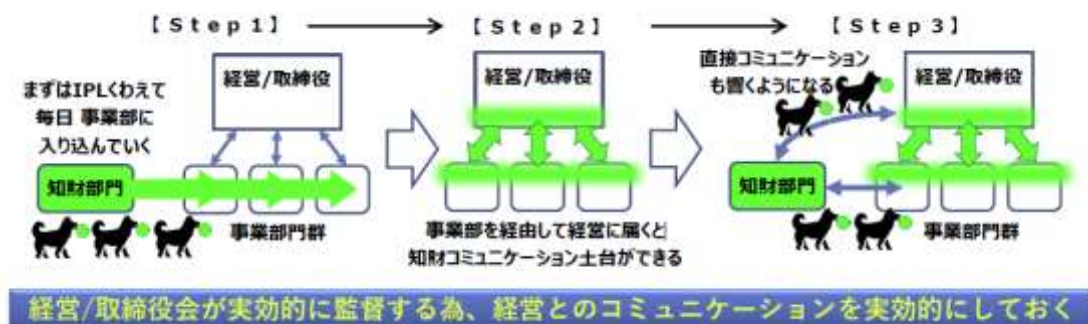 【Step1】
【Step2】
【Step3】
まずはIPLくわえて
毎日 事業部に
入り込んでいく
経営/取締役
知財部門
事業部門群
経営/取締役
事業部を経由して経営に届くと
知財コミュニケーション土台ができる
直接コミュニケーション
も響くようになる
経営/取締役
知財部門
事業部門群
経営/取締役会が実効的に監督する為、経営とのコミュニケーションを実効的にしておく